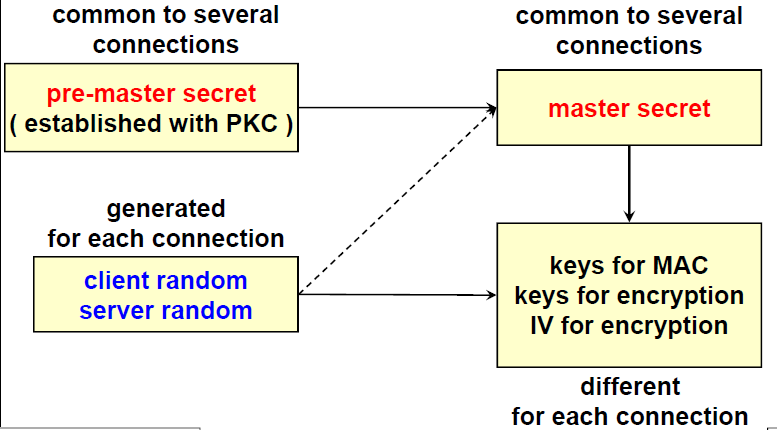 common to several
connections
pre-master secret
( established with PKC )
common to several
connections
master secret
generated
for each connection
client random
server random
keys for MAC
keys for encryption
IV for encryption
different
for each connection